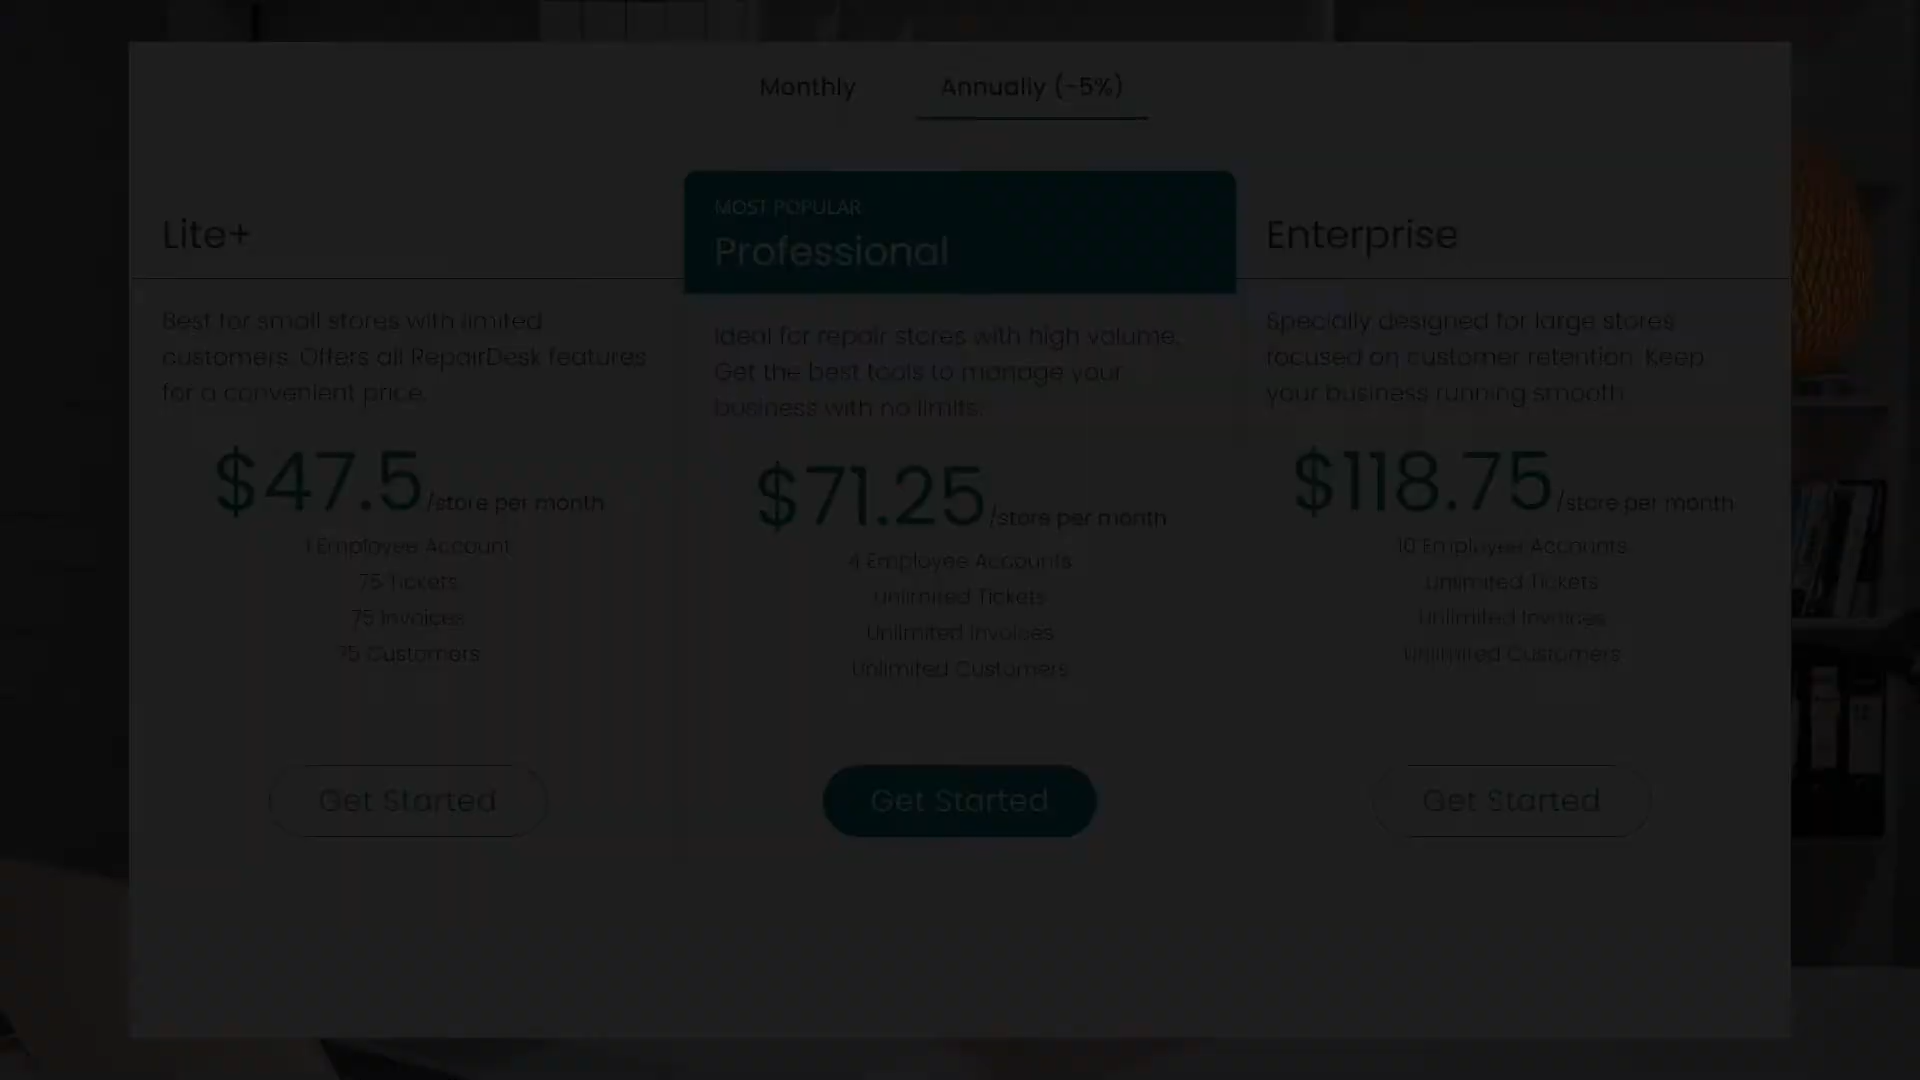 Monthly
Annually (-5%)
Lite+
Best for small stores with limited
customers. Offers all RepairDesk features
for a convenient price.
$47.5/store per month
1 Employee Account
75 Tickets
75 Invoices
75 Customers
Get Started
MOST POPULAR
Professional
Ideal for repair stores with high volume.
Get the best tools to manage your
business with no limits.
$71.25/store per month
4 Employee Accounts
Unlimited Tickets
Unlimited Invoices
Unlimited Customers
Get Started
Enterprise
Specially designed for large stores
focused on customer retention. Keep
your business running smooth.
$118.75/store per month
10 Employee Accounts
Unlimited Tickets
Unlimited Invoices
Unlimited Customers
Get Started